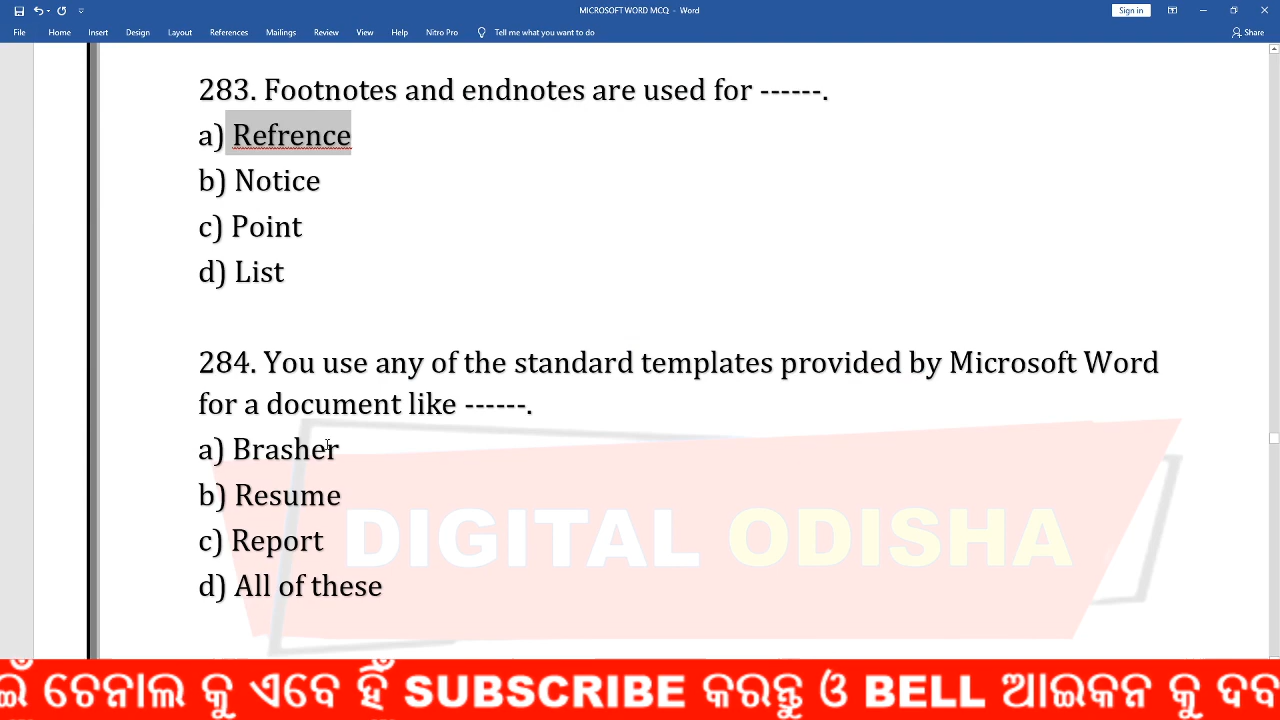 MICROSOFT WORD MCQ - Word
Sign in
File Home Insert Design Layout References Mailings Review View Help Nitro Pro Tell me what you want to do Share
283. Footnotes and endnotes are used for ------.
a) Refrence
b) Notice
c) Point
d) List
284. You use any of the standard templates provided by Microsoft Word
for a document like ------.
a) Brasher
b) Resume
c) Report
d) All of these
DIGITAL ODISHA
ଚେନାଲ କୁ ଏବେ ହିଁ SUBSCRIBE କରନ୍ତୁ ଓ BELL ଆଇକନ କୁ ଦବ